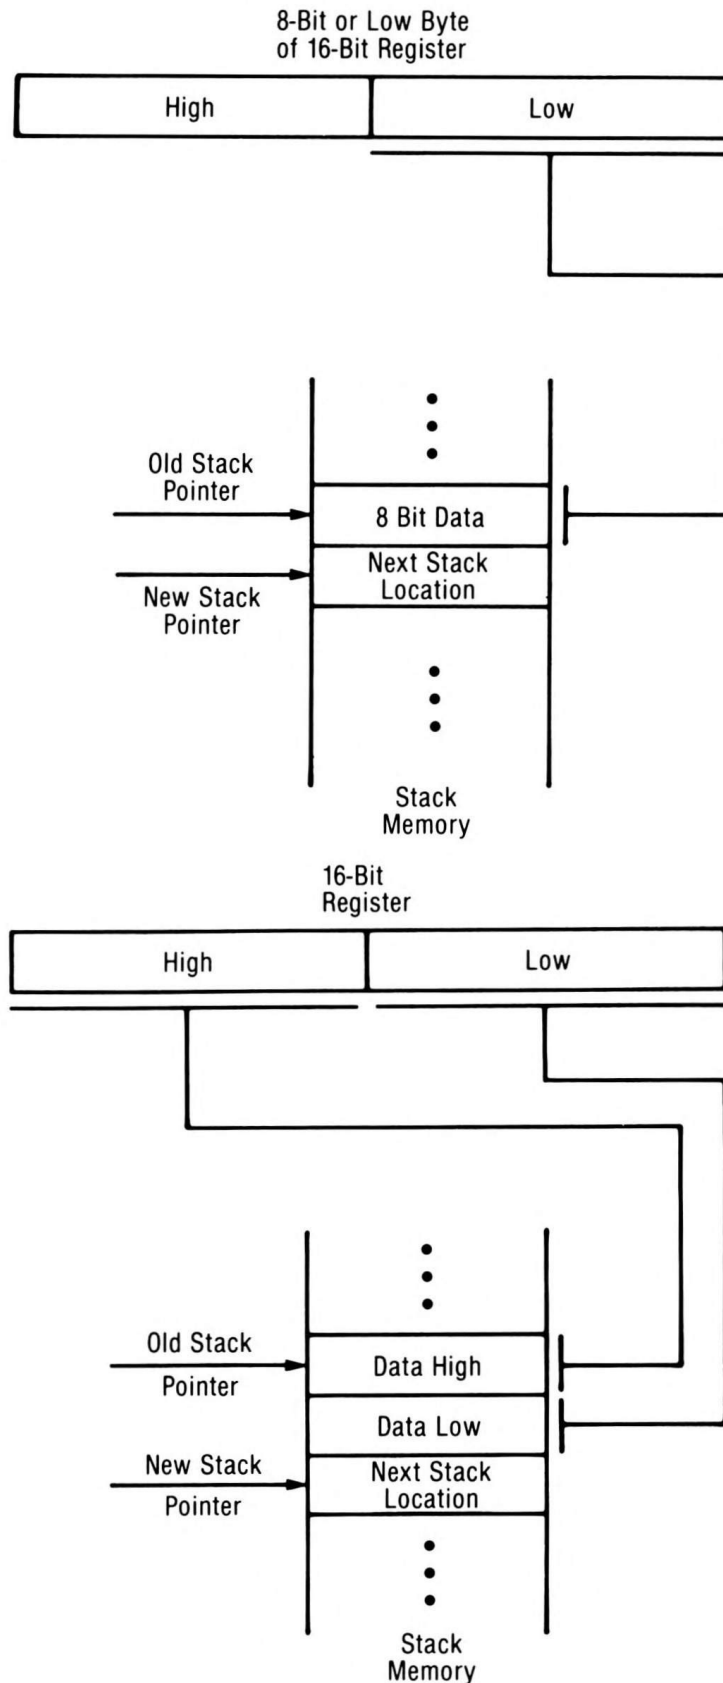 8-Bit or Low Byte
of 16-Bit Register
High
Low
Old Stack
Pointer
8 Bit Data
New Stack
Pointer
Next Stack
Location
Stack
Memory
16-Bit
Register
High
Low
Old Stack
Pointer
Data High
Data Low
New Stack
Pointer
Next Stack
Location
Stack
Memory